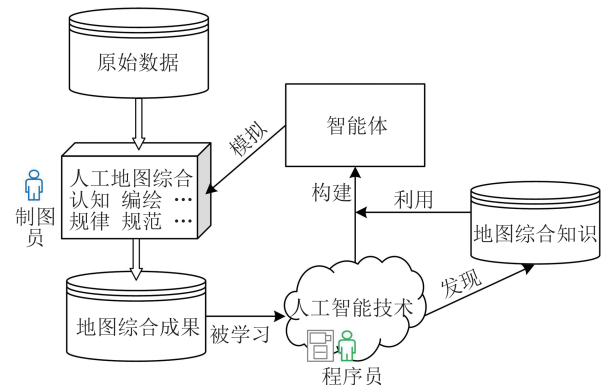 原始数据
人工地图综合
认知 编绘 …
规律 规范 …
制图
员
地图综合成果
被学习
人工智能技术
程序员
发现
地图综合知识
利用
构建
智能体
模拟